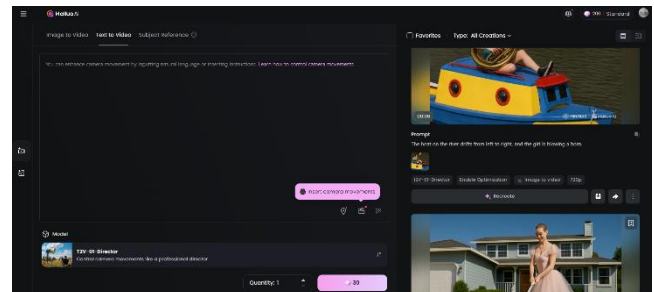 Hailuo AI
Standard
Image to Video Text to Video Subject Reference
You can enhance camera movement by inputting natural language or inserting instructions. Learn how to control camera movements
Insert camera movements
Model
T2V-01-Director
Control camera movements like a professional director
Quantity: 1
30
Favorites Type: All Creations
Prompt
The boat on the river drifts from left to right, and the girl is blowing a horn.
Enable Optimization Image to video 720p
Recreate